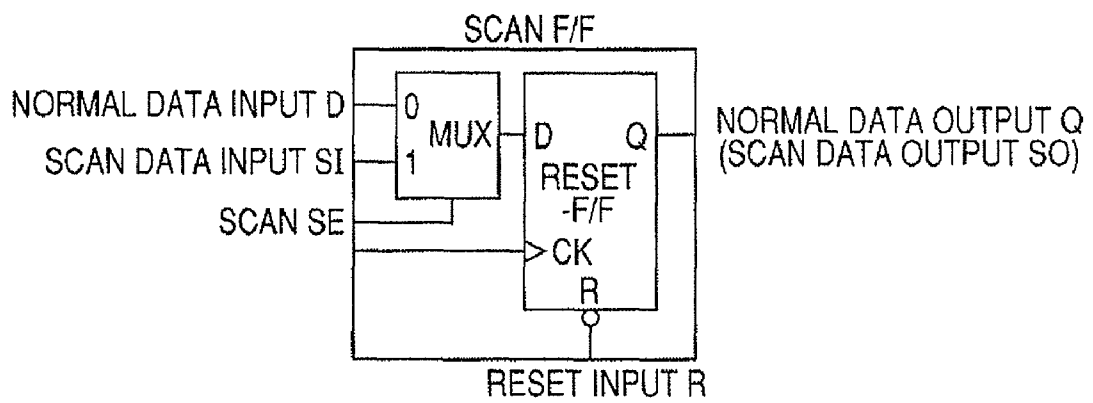 SCAN F/F
NORMAL DATA INPUT D
0
MUX
SCAN DATA INPUT SI
1
SCAN SE
D
Q
RESET
-F/F
CK
R
NORMAL DATA OUTPUT Q
(SCAN DATA OUTPUT SO)
RESET INPUT R